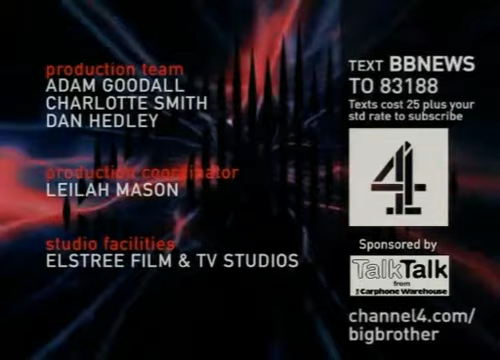 production team
ADAM GOODALL
CHARLOTTE SMITH
DAN HEDLEY
production coordinator
LEILAH MASON
studio facilities
ELSTREE FILM & TV STUDIOS
TEXT BBNEWS
TO 83188
Texts cost 25 plus your
std rate to subscribe
4
Sponsored by
TalkTalk
from
The Carphone Warehouse
channel4.com/
bigbrother